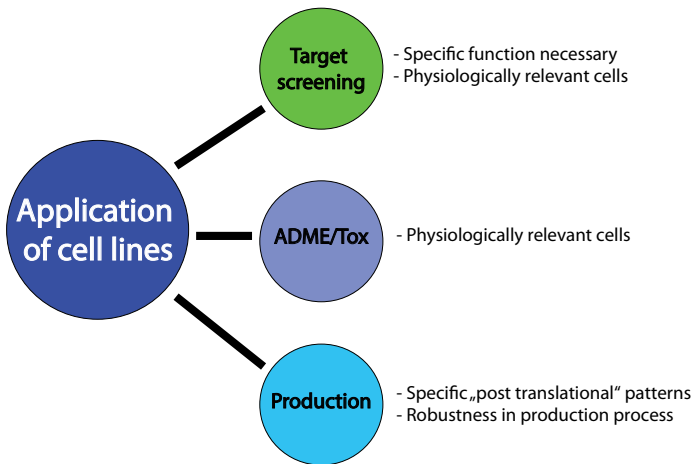 Application
of cell lines
Target
screening
- Specific function necessary
- Physiologically relevant cells
ADME/Tox
- Physiologically relevant cells
Production
- Specific „post translational“ patterns
- Robustness in production process